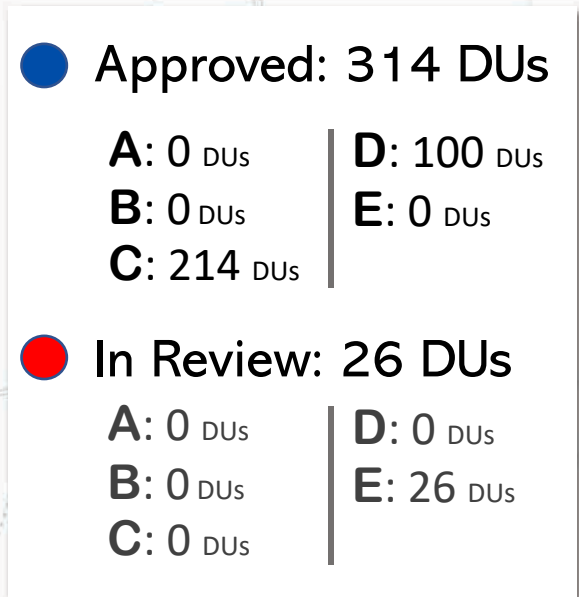 Approved: 314 DUs
A: 0 DUs
B: 0 DUs
C: 214 DUs
D: 100 DUs
E: 0 DUs
In Review: 26 DUs
A: 0 DUs
B: 0 DUs
C: 0 DUs
D: 0 DUs
E: 26 DUs